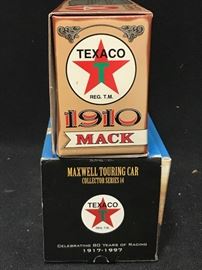 TEXACO
T
REG. T.M.
1910
MACK
MAXWELL TOURING CAR
COLLECTOR SERIES 14
TEXACO
T
CELEBRATING 80 YEARS OF RACING
1917-1997